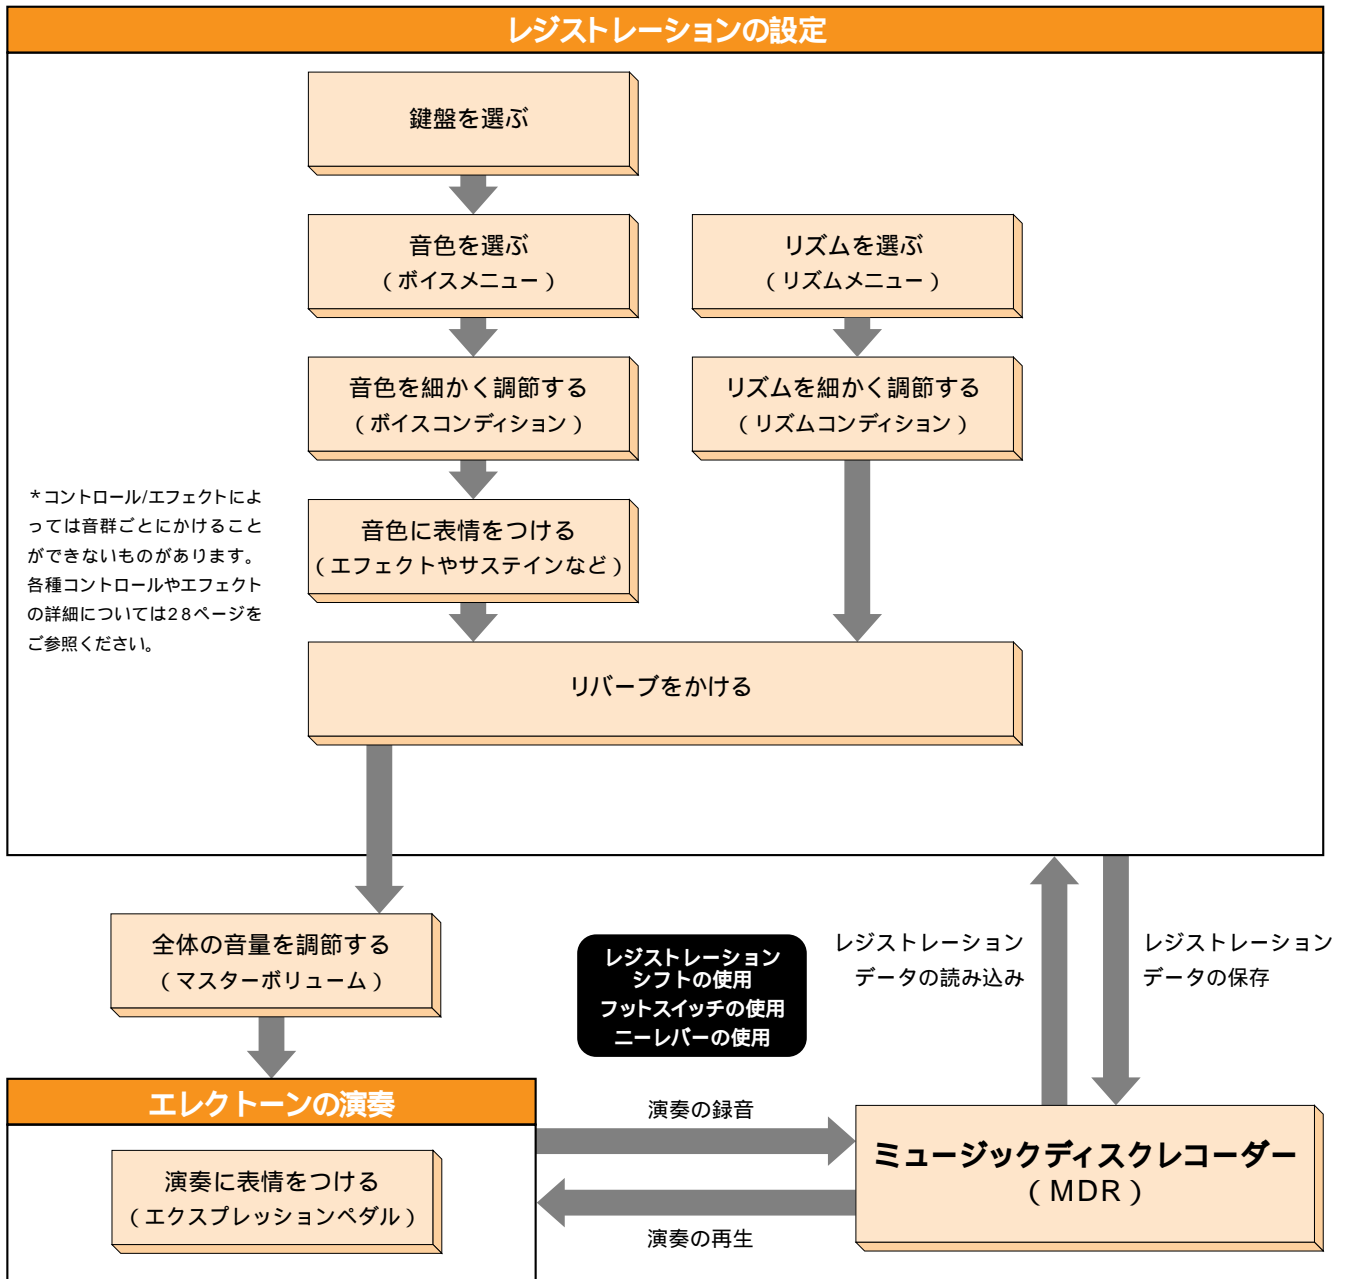 レジストレーションの設定
鍵盤を選ぶ
音色を選ぶ
（ボイスメニュー）
リズムを選ぶ
（リズムメニュー）
音色を細かく調節する
（ボイスコンディション）
リズムを細かく調節する
（リズムコンディション）
＊コントロール/エフェクトによ
っては音群ごとにかけること
ができないものがあります。
各種コントロールやエフェクト
の詳細については28ページを
ご参照ください。
音色に表情をつける
（エフェクトやサステインなど）
リバーブをかける
全体の音量を調節する
（マスターボリューム）
レジストレーション
シフトの使用
フットスイッチの使用
ニーレバーの使用
レジストレーション
データの読み込み
レジストレーション
データの保存
エレクトーンの演奏
演奏に表情をつける
（エクスプレッションペダル）
演奏の録音
演奏の再生
ミュージックディスクレコーダー
（MDR）